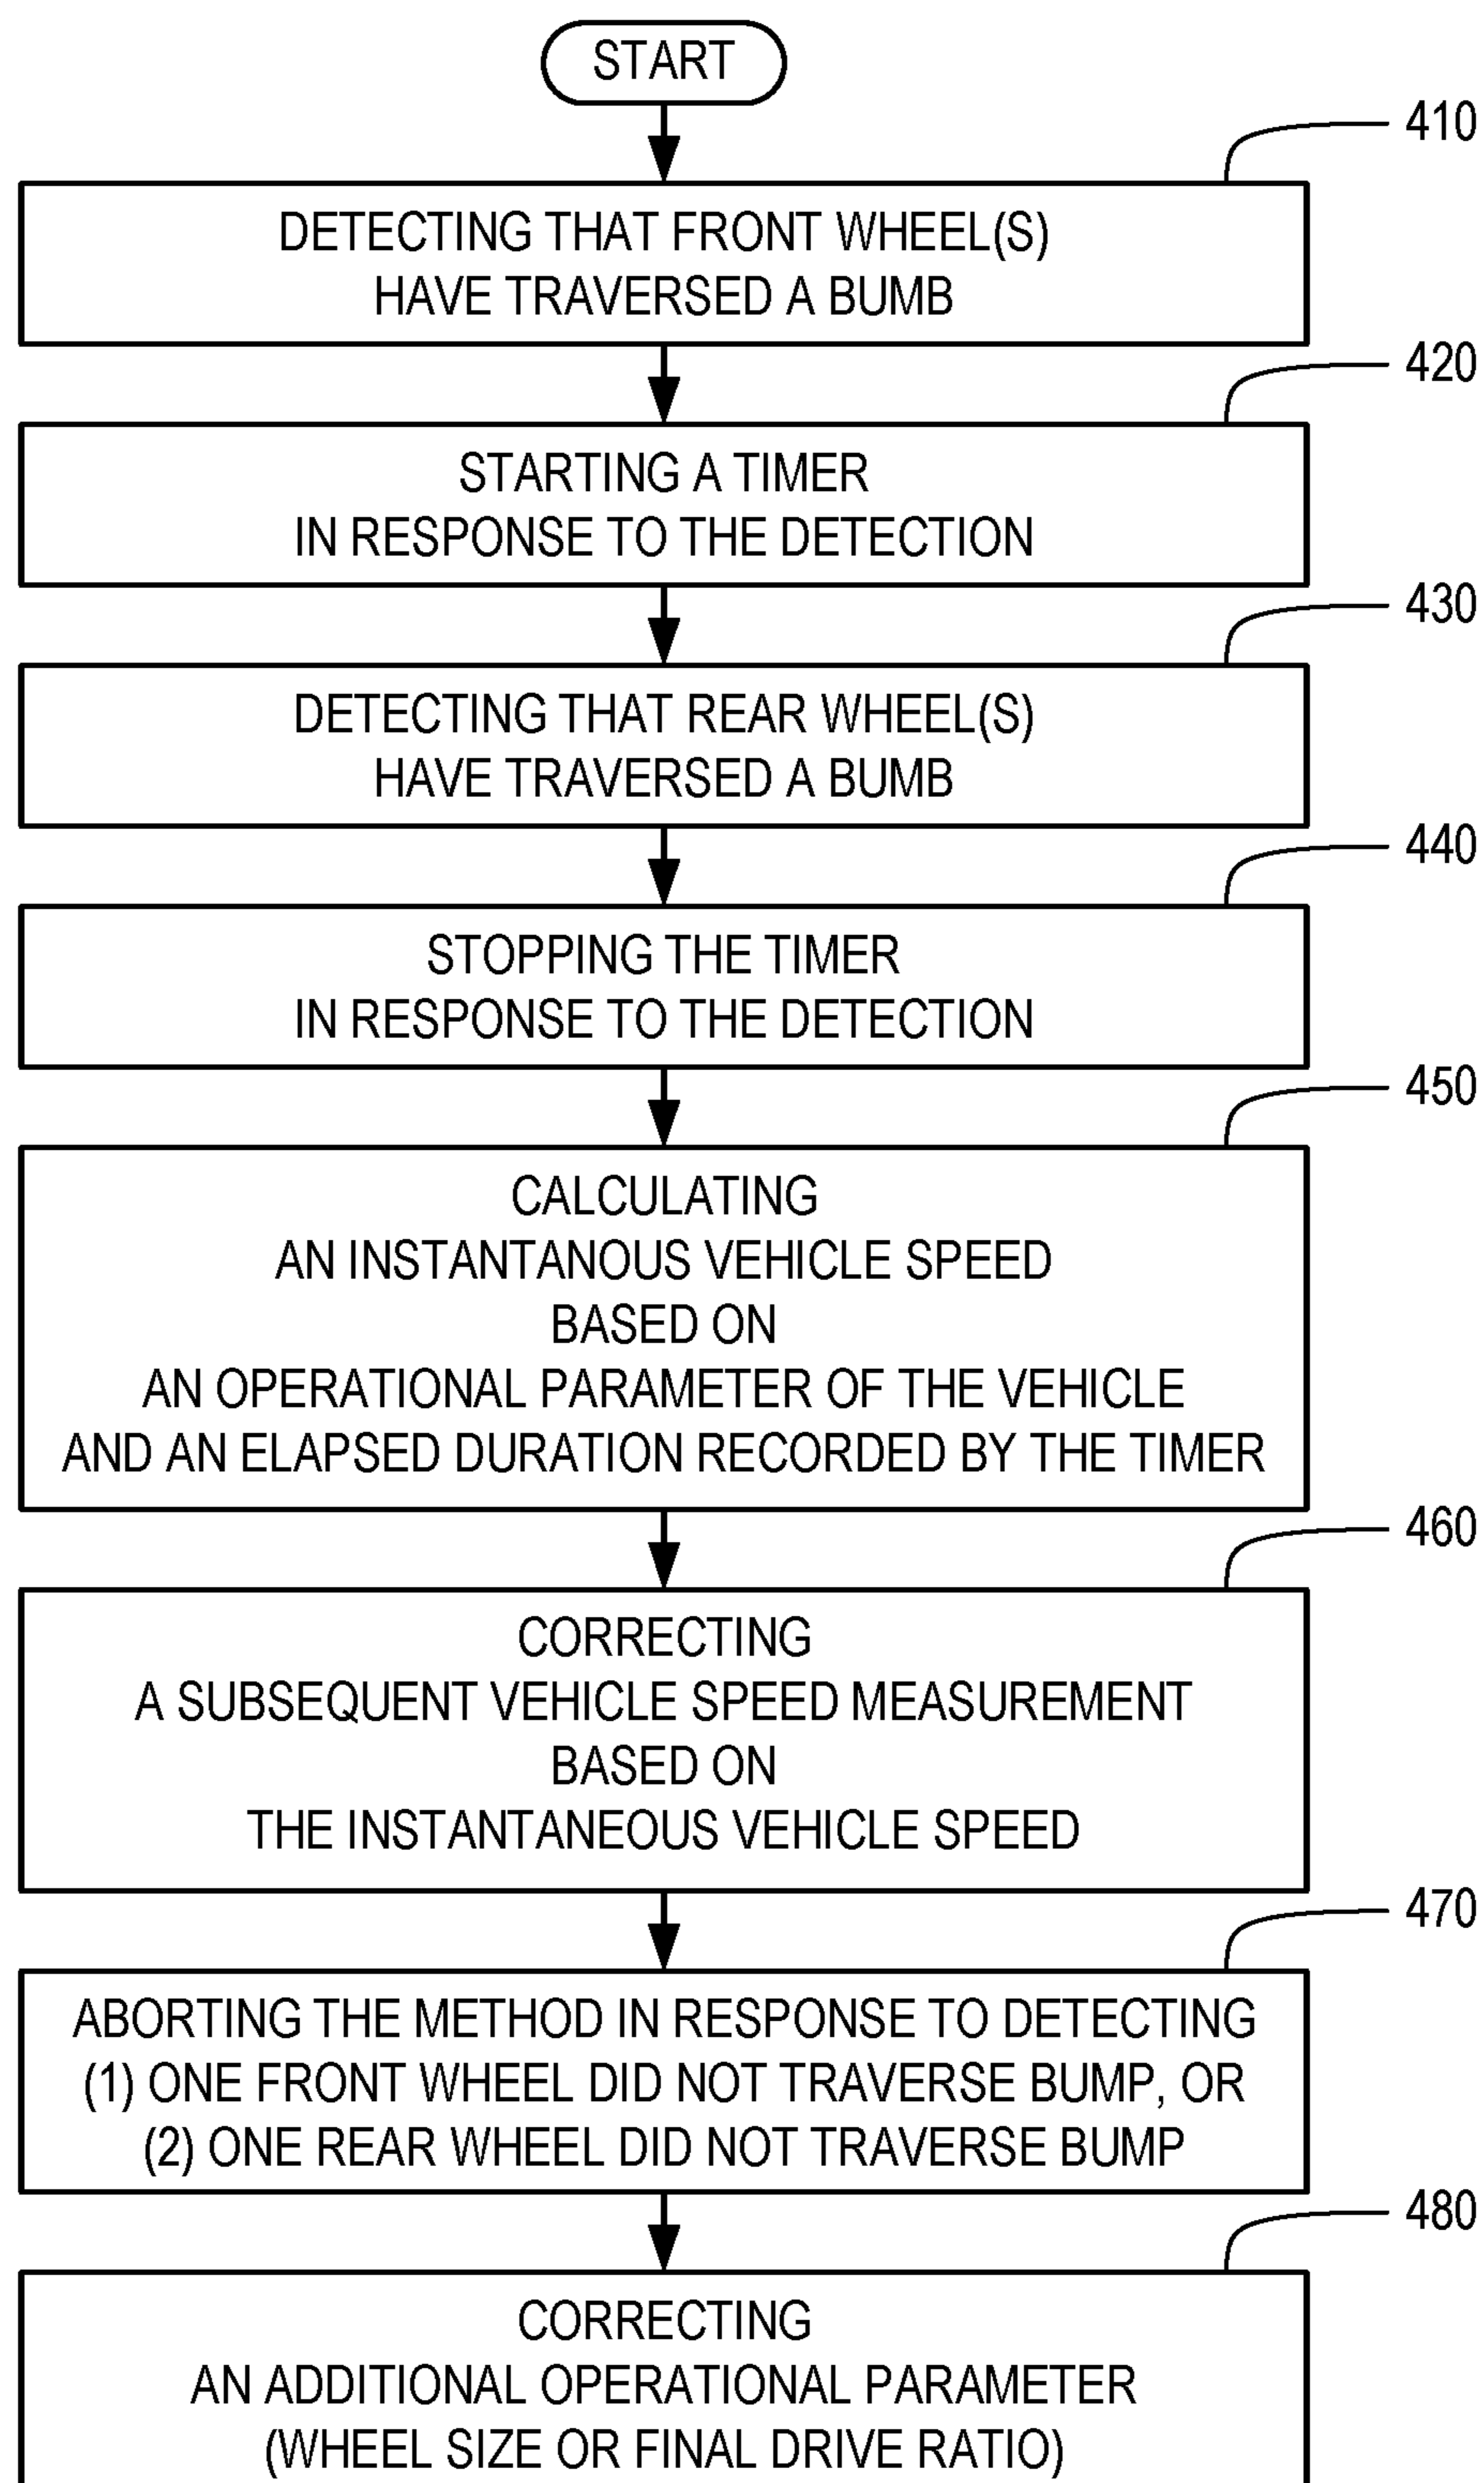 START
410
DETECTING THAT FRONT WHEEL(S)
HAVE TRAVERSED A BUMB
420
STARTING A TIMER
IN RESPONSE TO THE DETECTION
430
DETECTING THAT REAR WHEEL(S)
HAVE TRAVERSED A BUMB
440
STOPPING THE TIMER
IN RESPONSE TO THE DETECTION
450
CALCULATING
AN INSTANTANOUS VEHICLE SPEED
BASED ON
AN OPERATIONAL PARAMETER OF THE VEHICLE
AND AN ELAPSED DURATION RECORDED BY THE TIMER
460
CORRECTING
A SUBSEQUENT VEHICLE SPEED MEASUREMENT
BASED ON
THE INSTANTANEOUS VEHICLE SPEED
470
ABORTING THE METHOD IN RESPONSE TO DETECTING
(1) ONE FRONT WHEEL DID NOT TRAVERSE BUMP, OR
(2) ONE REAR WHEEL DID NOT TRAVERSE BUMP
480
CORRECTING
AN ADDITIONAL OPERATIONAL PARAMETER
(WHEEL SIZE OR FINAL DRIVE RATIO)